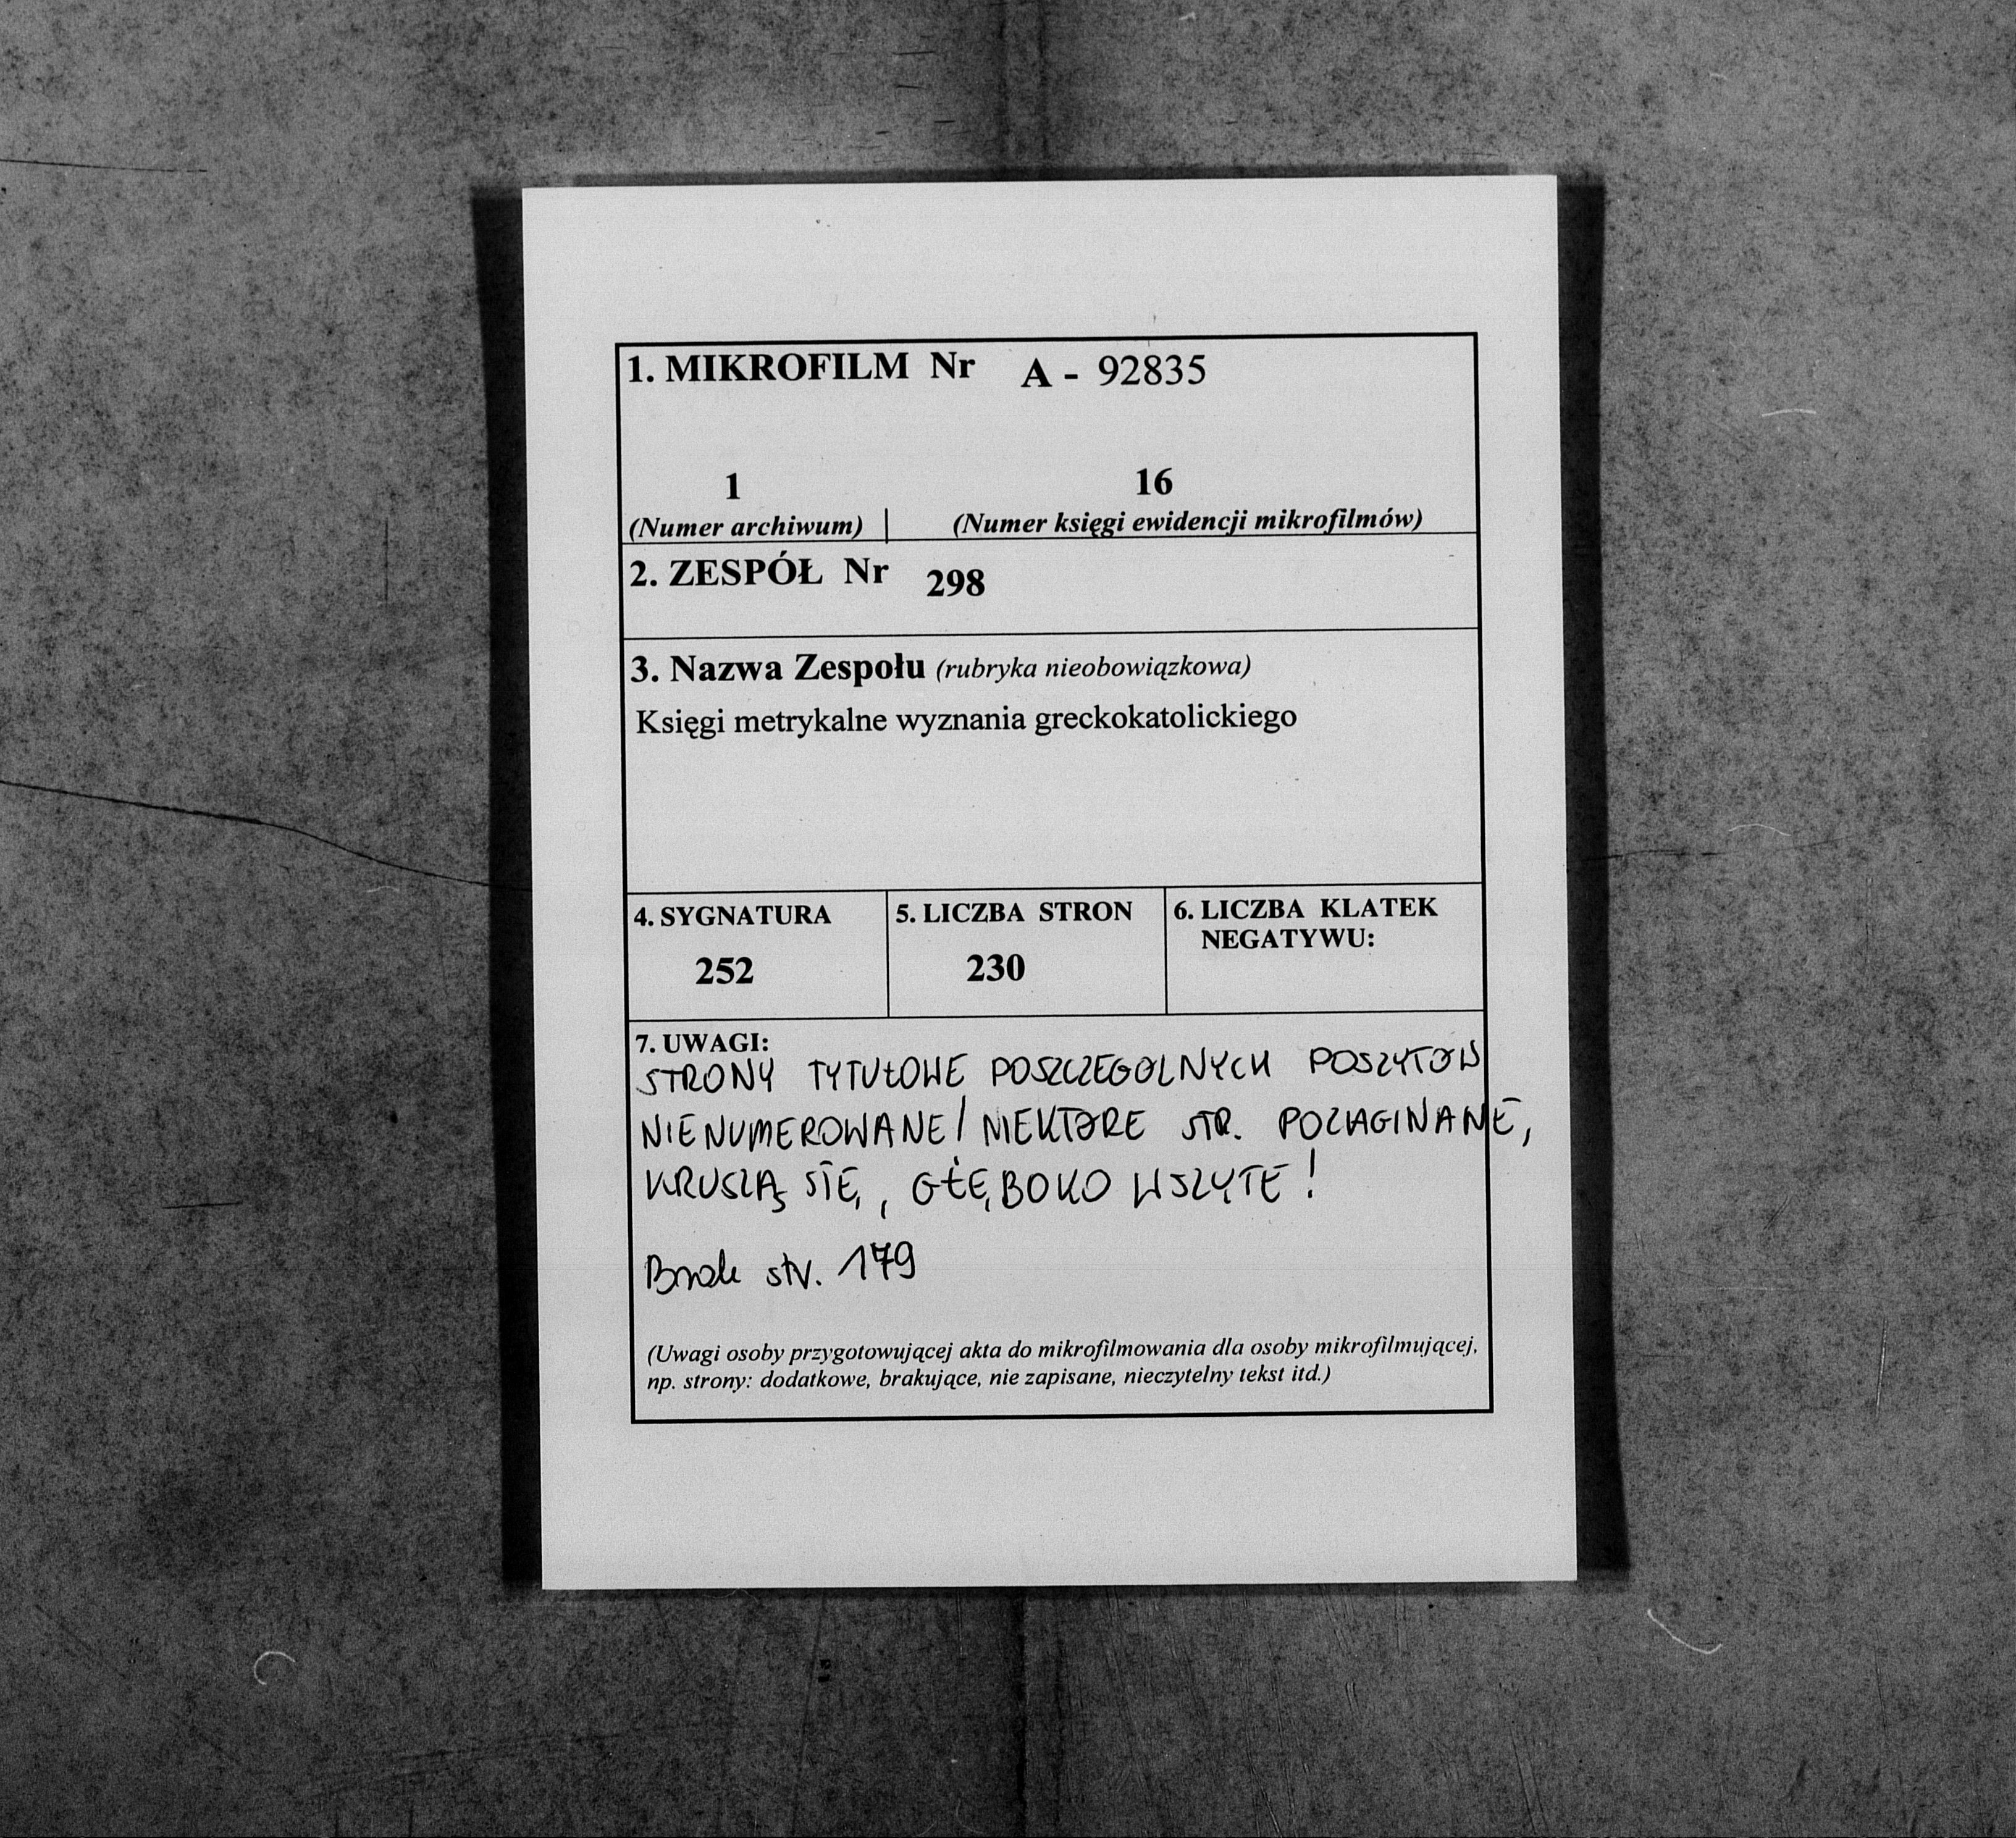 1. MIKROFILM Nr A - 92835
1 16
(Numer archiwum) | (Numer księgi ewidencji mikrofilmów)
2. ZESPÓŁ Nr 298
3. Nazwa Zespołu (rubryka nieobowiązkowa)
Księgi metrykalne wyznania greckokatolickiego
4. SYGNATURA
252
5. LICZBA STRON
230
6. LICZBA KLATEK
NEGATYWU:
7. UWAGI:
STRONY TYTUŁOWE POSZCZEGÓLNYCH POSZYTÓW
NIENUMEROWANE / NIEKTÓRE STR. POZAGINANE,
KRUSZĄ SIĘ, GŁĘBOKO WSZYTE!
Brak str. 179
(Uwagi osoby przygotowującej akta do mikrofilmowania dla osoby mikrofilmującej,
np. strony: dodatkowe, brakujące, nie zapisane, nieczytelny tekst itd.)